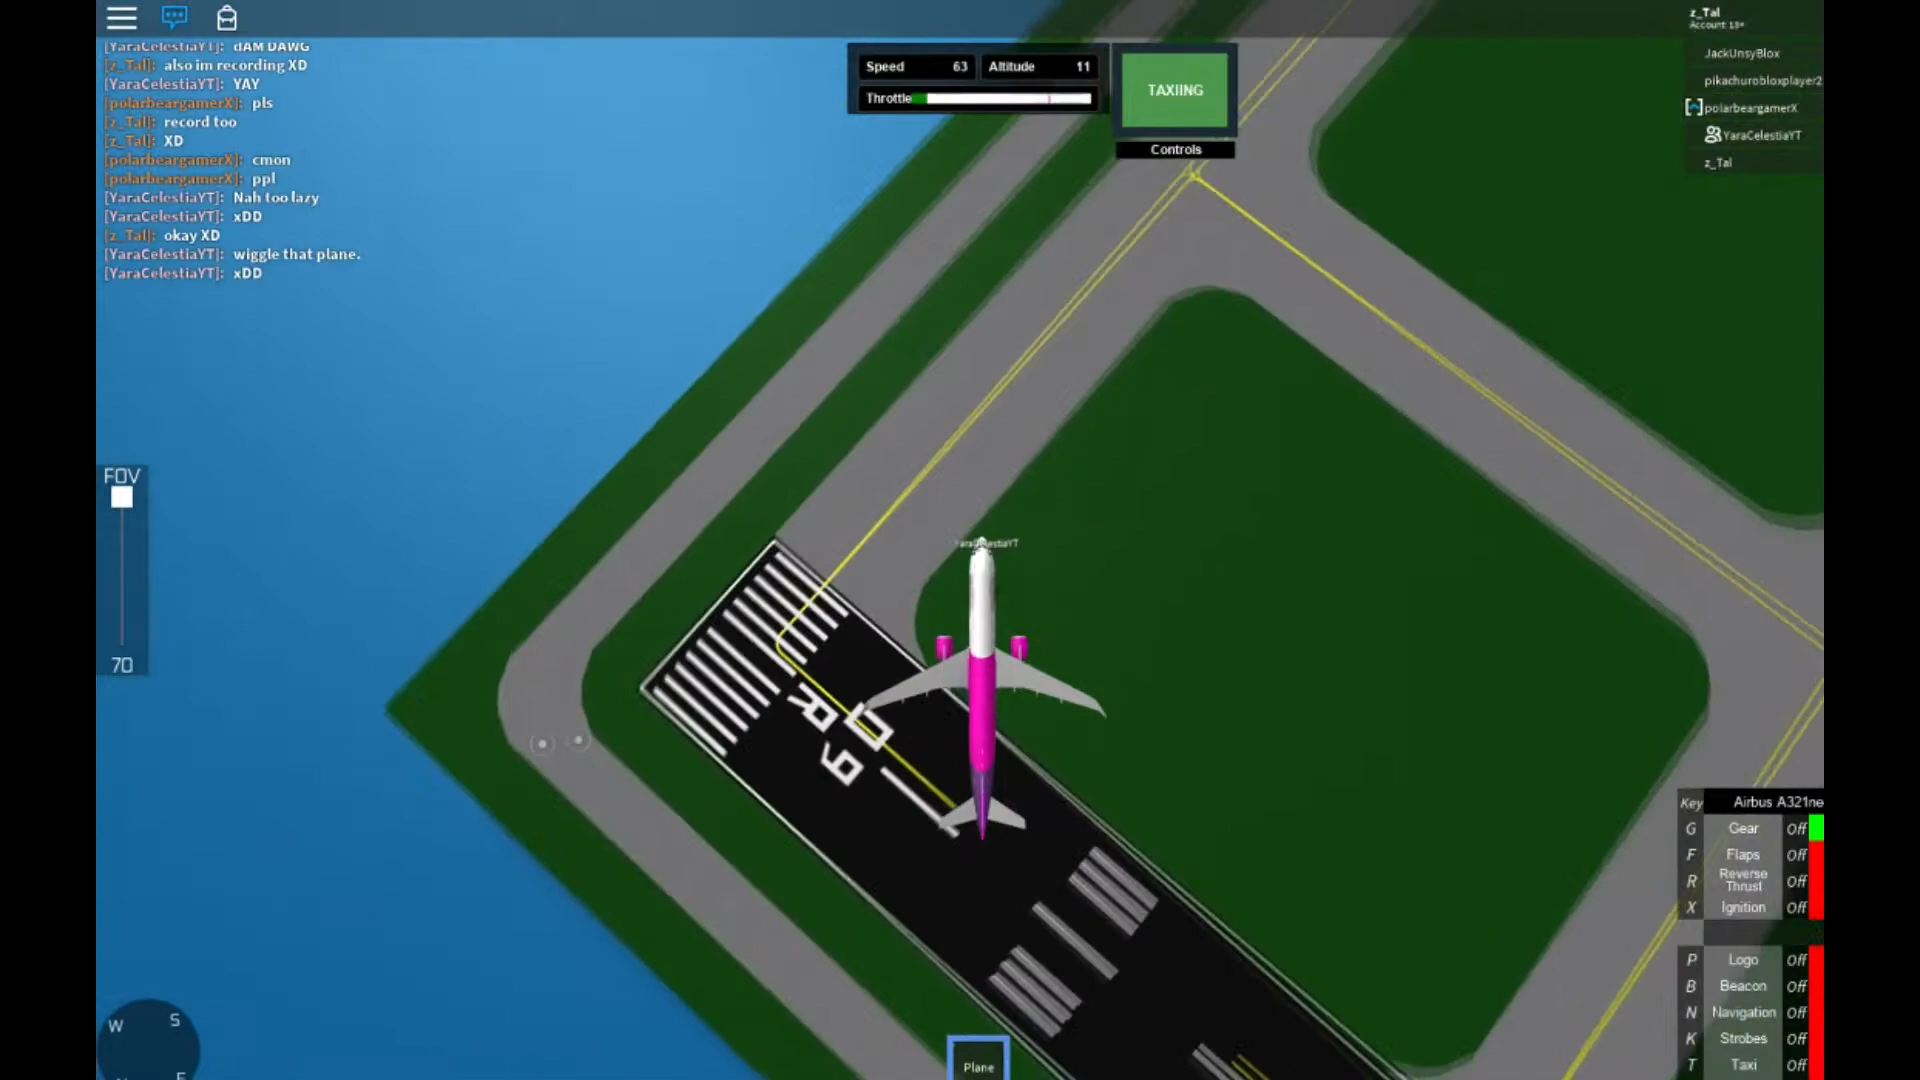 [YaraCelestiaYT]: dAM DAWG
[z_Tal]: also im recording XD
[YaraCelestiaYT]: YAY
[polarbeargamerX]: pls
[z_Tal]: record too
[z_Tal]: XD
[polarbeargamerX]: cmon
[polarbeargamerX]: ppl
[YaraCelestiaYT]: Nah too lazy
[YaraCelestiaYT]: xDD
[z_Tal]: okay XD
[YaraCelestiaYT]: wiggle that plane.
[YaraCelestiaYT]: xDD
Speed 63 Altitude 11
Throttle
TAXIING
Controls
z_Tal
Account: 13+
JackUnsyBlox
pikachurobloxplayer2
polarbeargamerX
YaraCelestiaYT
z_Tal
FOV
70
YaraCelestiaYT
R
Key Airbus A321ne
G Gear Off
F Flaps Off
R Reverse Thrust Off
X Ignition Off
P Logo Off
B Beacon Off
N Navigation Off
K Strobes Off
T Taxi Off
W S
Plane